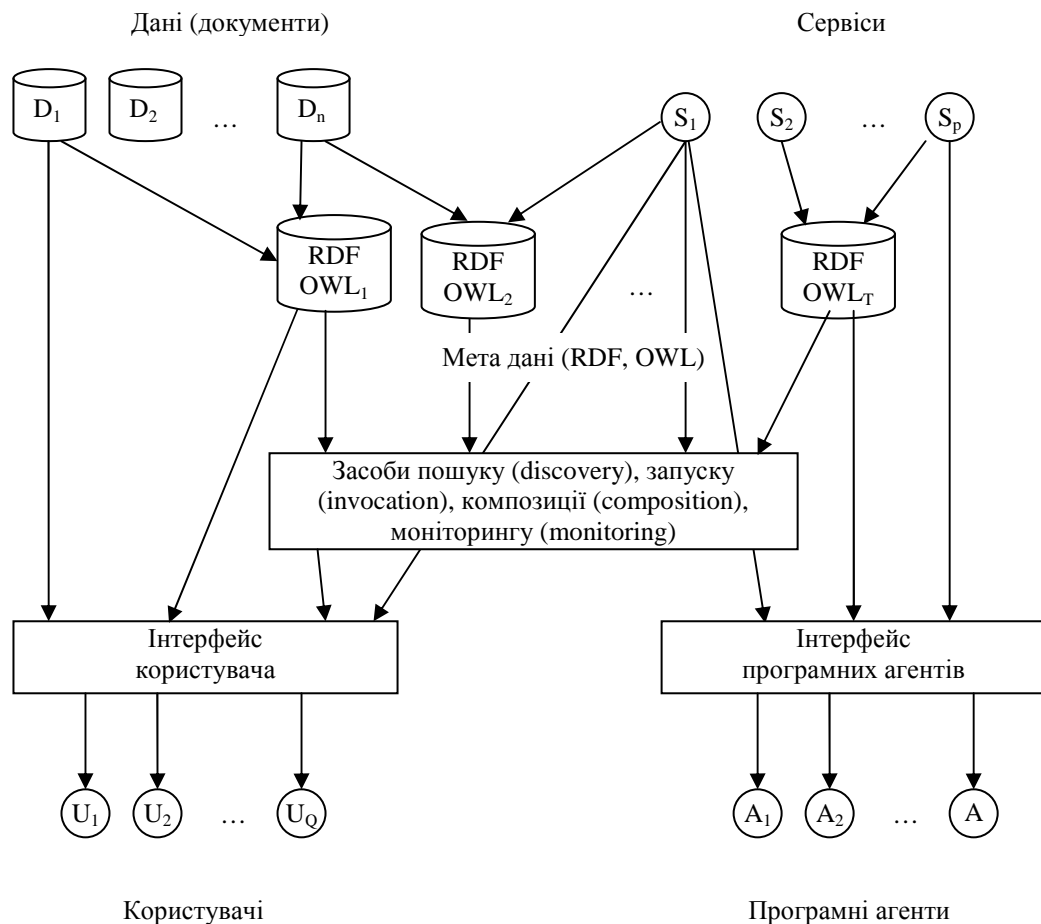 Дані (документи) Сервіси
D1 D2 … Dn S1 S2 … Sp
RDF RDF RDF
OWL1 OWL2 … OWLT
Мета дані (RDF, OWL)
Засоби пошуку (discovery), запуску
(invocation), композиції (composition),
моніторингу (monitoring)
Інтерфейс Інтерфейс
користувача програмних агентів
U1 U2 … UQ A1 A2 … A
Користувачі Програмні агенти